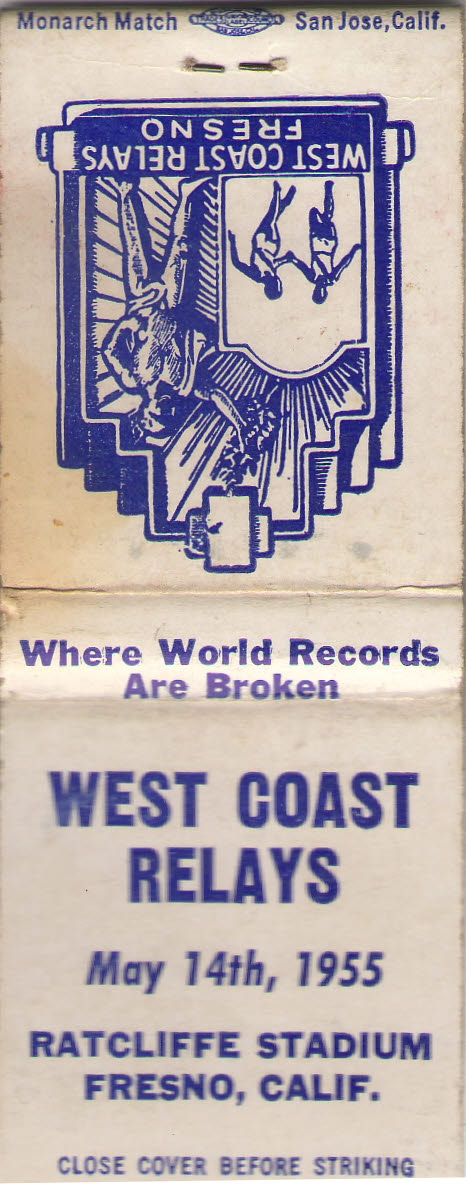 Monarch Match San Jose, Calif.
WEST COAST RELAYS
FRESNO
Where World Records
Are Broken
WEST COAST
RELAYS
May 14th, 1955
RATCLIFFE STADIUM
FRESNO, CALIF.
CLOSE COVER BEFORE STRIKING